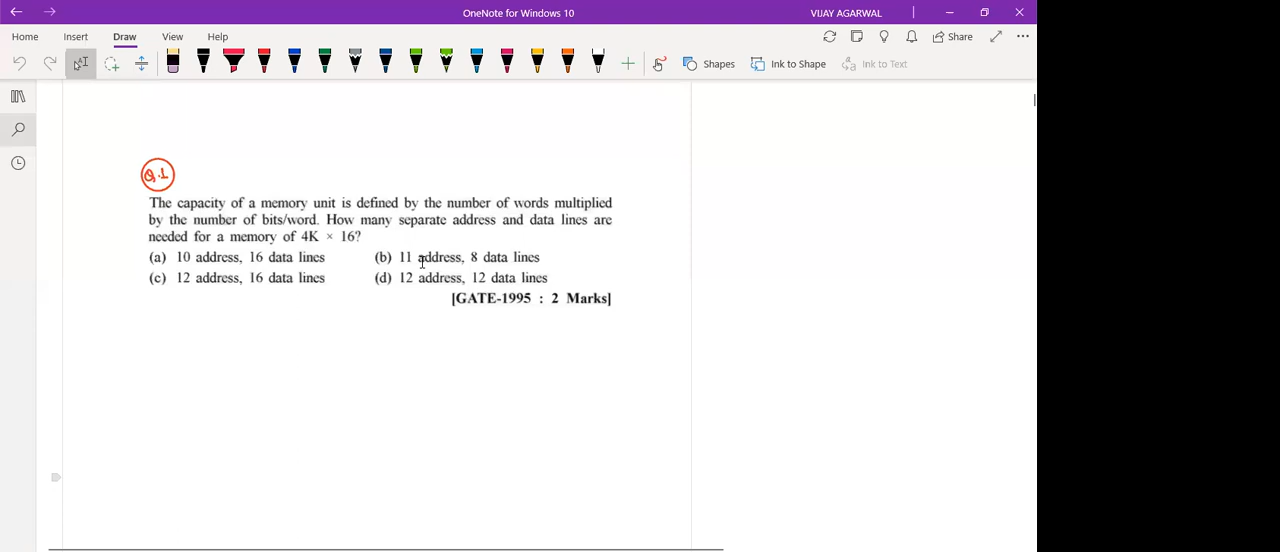 OneNote for Windows 10
VIJAY AGARWAL
Home Insert Draw View Help
Share
Shapes Ink to Shape Ink to Text
Q.1
The capacity of a memory unit is defined by the number of words multiplied
by the number of bits/word. How many separate address and data lines are
needed for a memory of 4K × 16?
(a) 10 address, 16 data lines (b) 11 address, 8 data lines
(c) 12 address, 16 data lines (d) 12 address, 12 data lines
[GATE-1995 : 2 Marks]